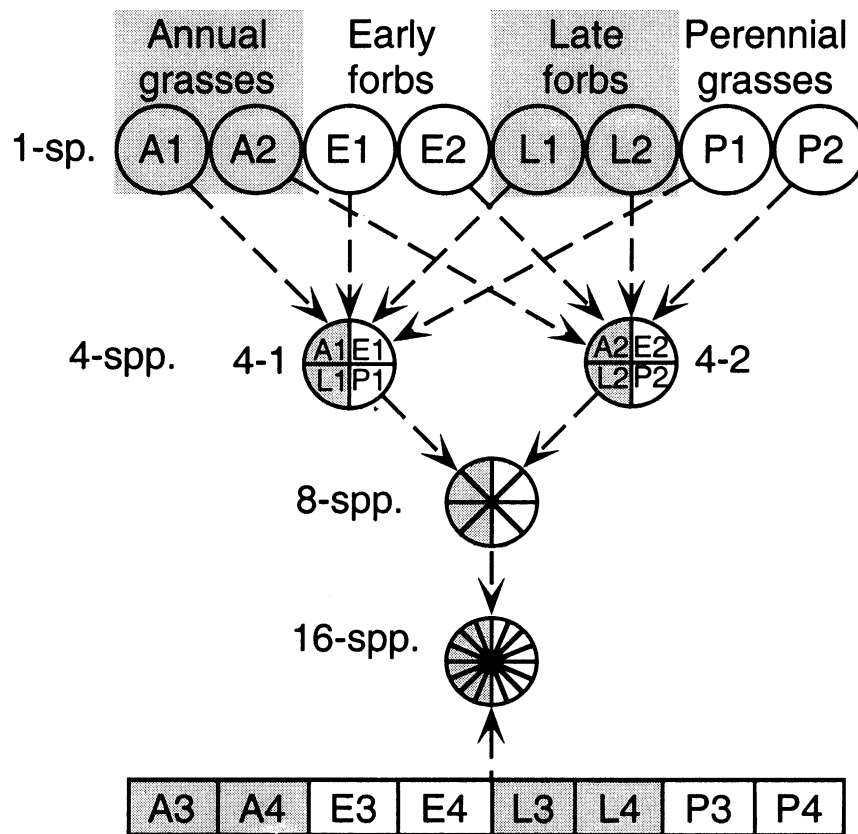 Annual grasses Early forbs Late forbs Perennial grasses
1-sp. A1 A2 E1 E2 L1 L2 P1 P2
4-spp. 4-1 A1 E1 L1 P1 A2 E2 L2 P2 4-2
8-spp.
16-spp.
A3 A4 E3 E4 L3 L4 P3 P4